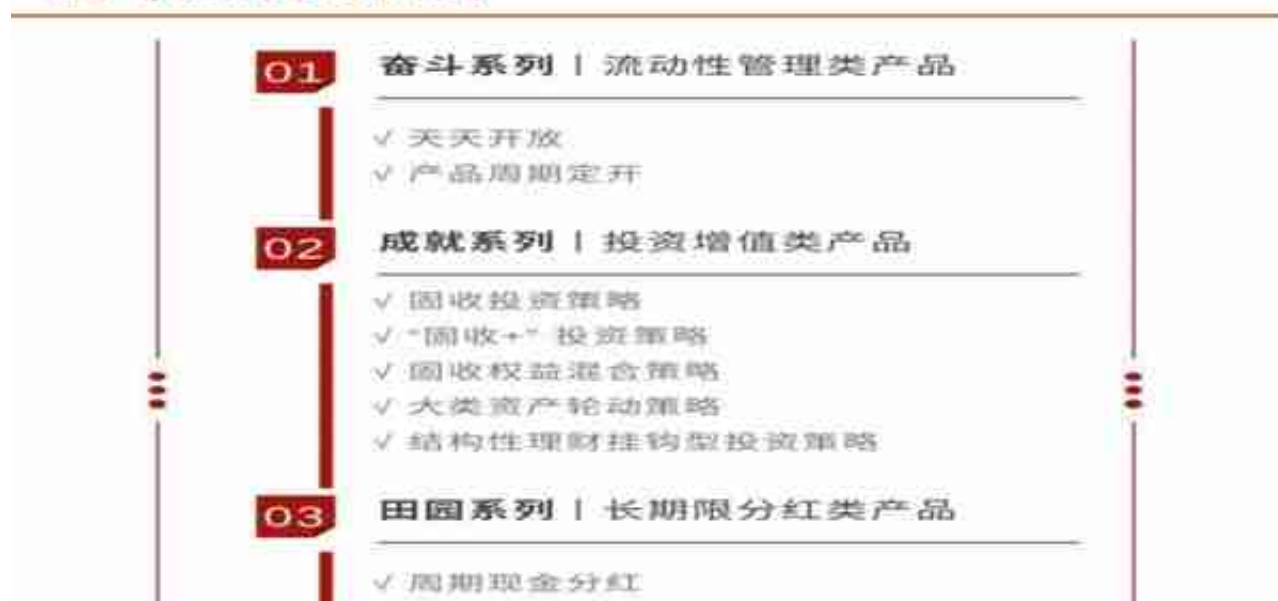 01
奋斗系列 | 流动性管理类产品
√ 天天开放
√ 产品周期定开
02
成就系列 | 投资增值类产品
√ 固收投资策略
√ “固收+” 投资策略
√ 固收权益混合策略
√ 大类资产轮动策略
√ 结构性理财挂钩型投资策略
03
田园系列 | 长期限分红类产品
√ 周期现金分红